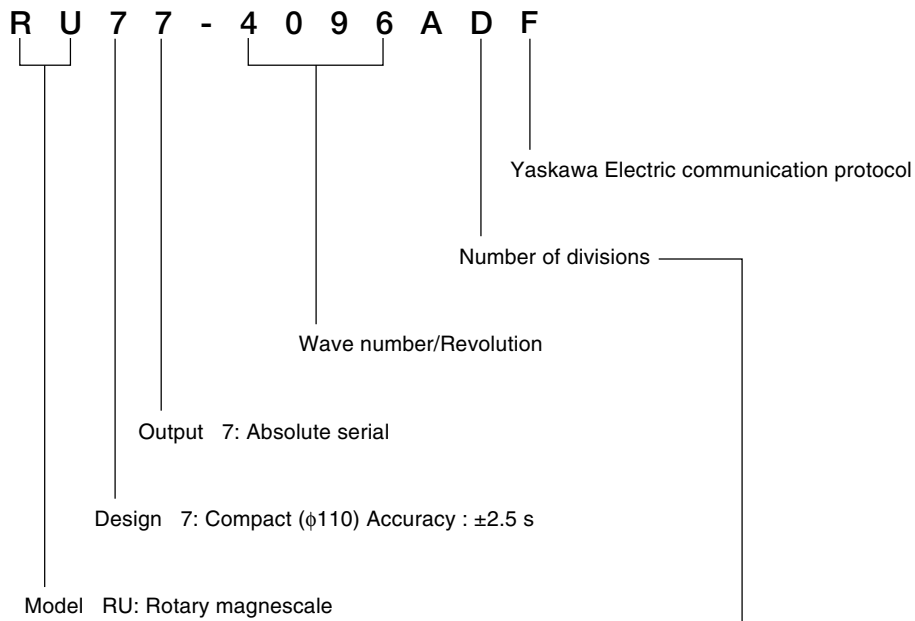 R U 7 7 - 4 0 9 6 A D F
Yaskawa Electric communication protocol
Number of divisions
Wave number/Revolution
Output 7: Absolute serial
Design 7: Compact (ϕ110) Accuracy : ±2.5 s
Model RU: Rotary magnescale